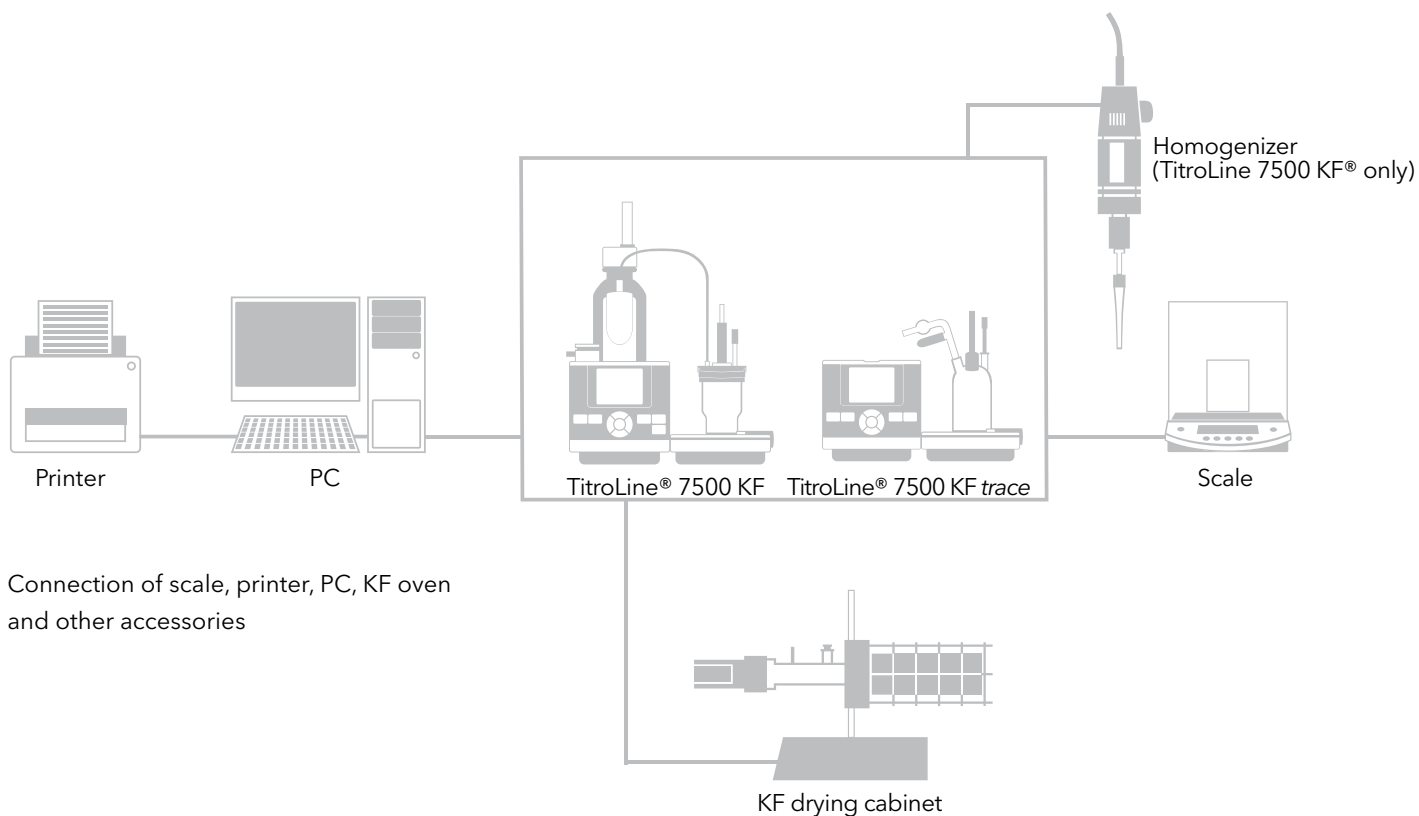 Homogenizer
(TitroLine 7500 KF® only)
Printer
PC
TitroLine® 7500 KF
TitroLine® 7500 KF trace
Scale
Connection of scale, printer, PC, KF oven
and other accessories
KF drying cabinet